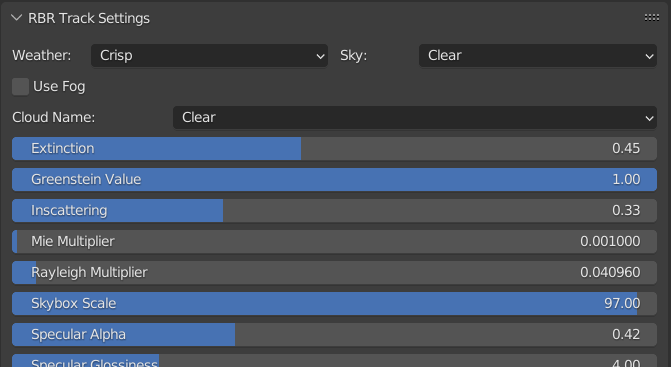 RBR Track Settings
Weather: Crisp Sky: Clear
Use Fog
Cloud Name: Clear
Extinction 0.45
Greenstein Value 1.00
Inscattering 0.33
Mie Multiplier 0.001000
Rayleigh Multiplier 0.040960
Skybox Scale 97.00
Specular Alpha 0.42
Specular Glossiness 4.00